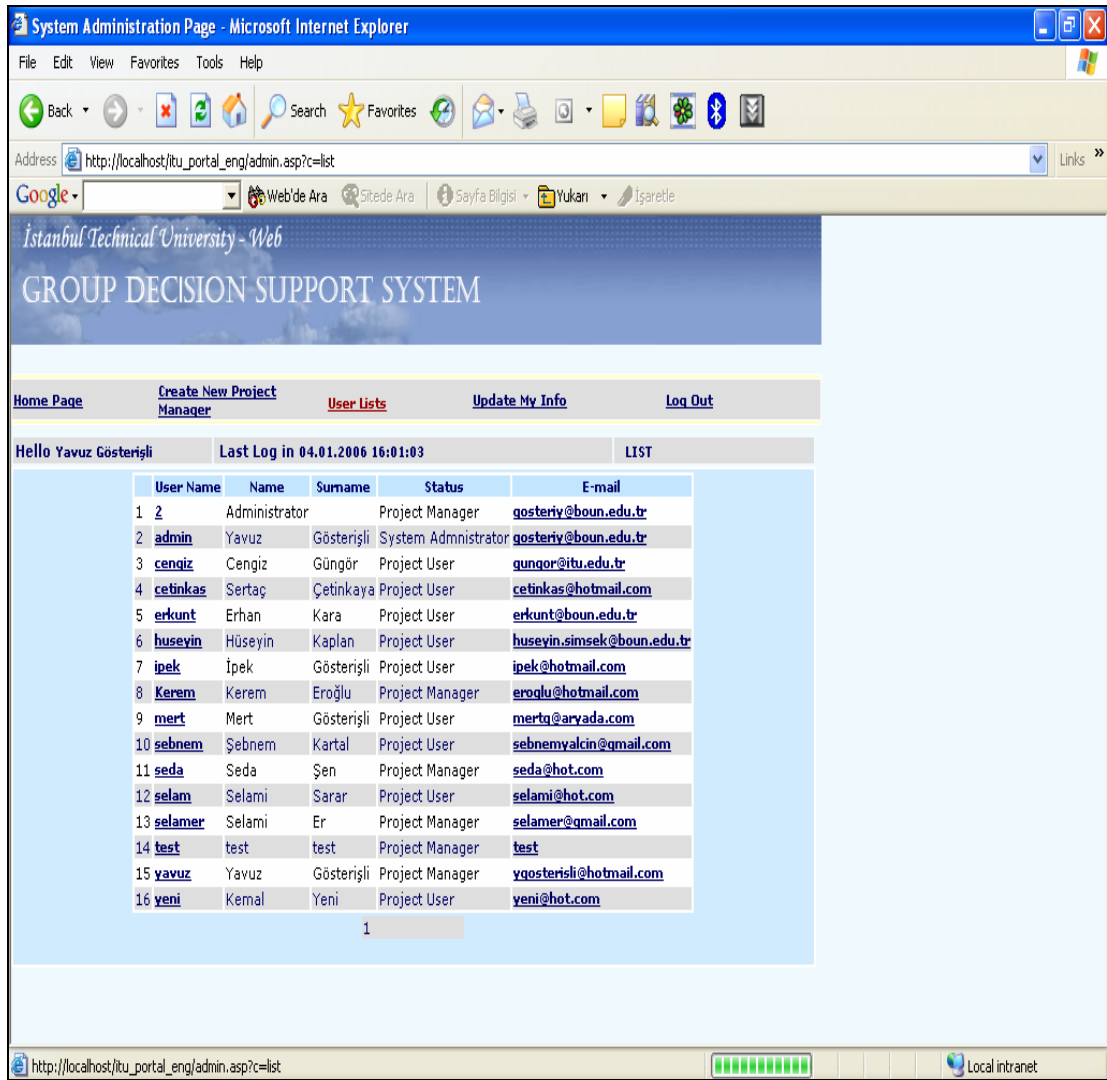 System Administration Page - Microsoft Internet Explorer
File Edit View Favorites Tools Help
Back Search Favorites
Address http://localhost/itu_portal_eng/admin.asp?c=list Links »
Google Web'de Ara Sitede Ara Sayfa Bilgisi Yukarı İşaretle
İstanbul Technical University - Web
GROUP DECISION SUPPORT SYSTEM
Home Page Create New Project Manager User Lists Update My Info Log Out
Hello Yavuz Gösterişli Last Log in 04.01.2006 16:01:03 LIST
User Name Name Surname Status E-mail
1 2 Administrator Project Manager gosteriy@boun.edu.tr
2 admin Yavuz Gösterişli System Admnistrator gosteriy@boun.edu.tr
3 cengiz Cengiz Güngör Project User gungor@itu.edu.tr
4 cetinkas Sertaç Çetinkaya Project User cetinkas@hotmail.com
5 erkunt Erhan Kara Project User erkunt@boun.edu.tr
6 huseyin Hüseyin Kaplan Project User huseyin.simsek@boun.edu.tr
7 ipek İpek Gösterişli Project User ipek@hotmail.com
8 Kerem Kerem Eroğlu Project Manager eroglu@hotmail.com
9 mert Mert Gösterişli Project User mertg@aryada.com
10 sebnem Şebnem Kartal Project User sebnemyalcin@gmail.com
11 seda Seda Şen Project Manager seda@hot.com
12 selam Selami Sarar Project User selami@hot.com
13 selamer Selami Er Project Manager selamer@gmail.com
14 test test test Project Manager test
15 yavuz Yavuz Gösterişli Project Manager ygosterisli@hotmail.com
16 yeni Kemal Yeni Project User yeni@hot.com
1
http://localhost/itu_portal_eng/admin.asp?c=list Local intranet